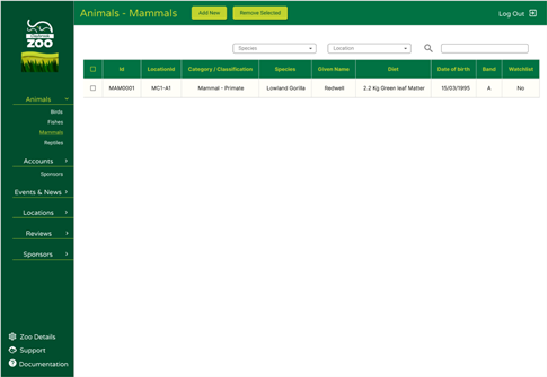 Animals - Mammals
Add New
Remove Selected
Log Out
ZOO
Species
Location
Id
LocationId
Category / Classification
Species
Given Name
Diet
Date of birth
Band
Watchlist
MAM0001
MC1-A1
Mammal - Primate
Lowland Gorilla
Redwell
2.2 Kg Green leaf Matter
15/03/1995
A
No
Animals
Birds
Fishes
Mammals
Reptiles
Accounts
Sponsors
Events & News
Locations
Reviews
Sponsors
Zoo Details
Support
Documentation